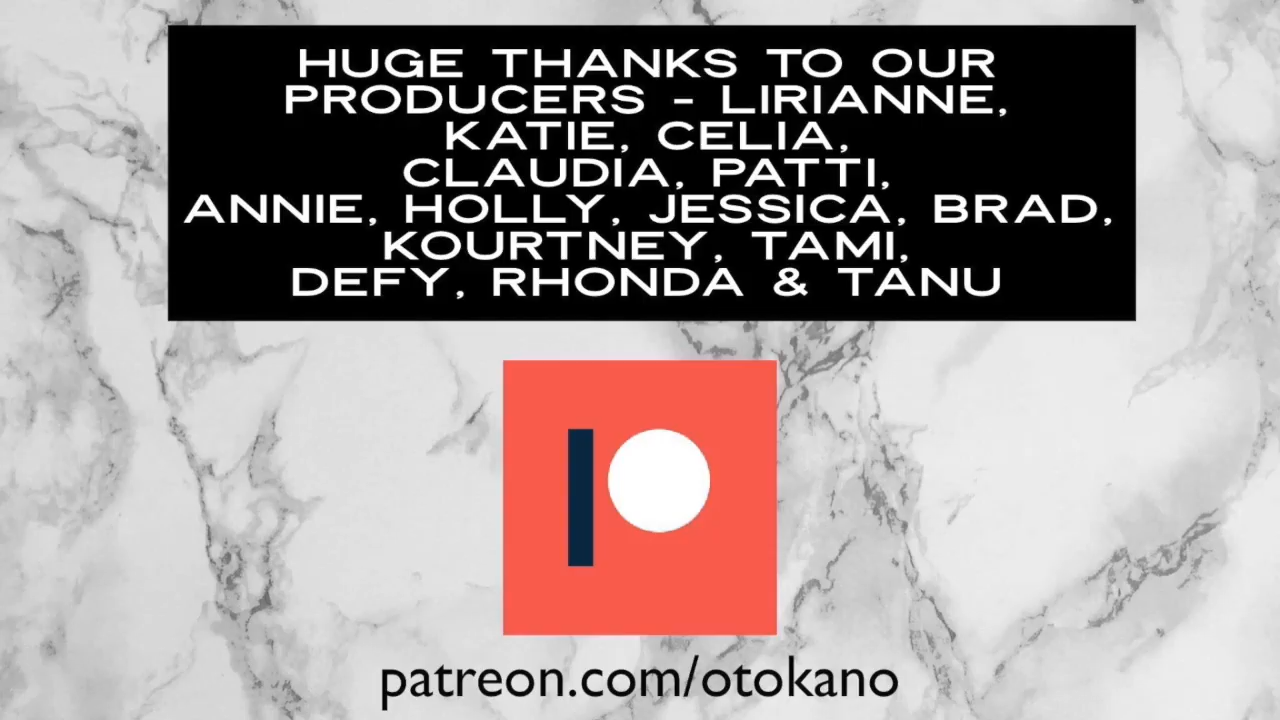 HUGE THANKS TO OUR
PRODUCERS - LIRIANNE,
KATIE, CELIA,
CLAUDIA, PATTI,
ANNIE, HOLLY, JESSICA, BRAD,
KOURTNEY, TAMI,
DEFY, RHONDA & TANU
patreon.com/otokano